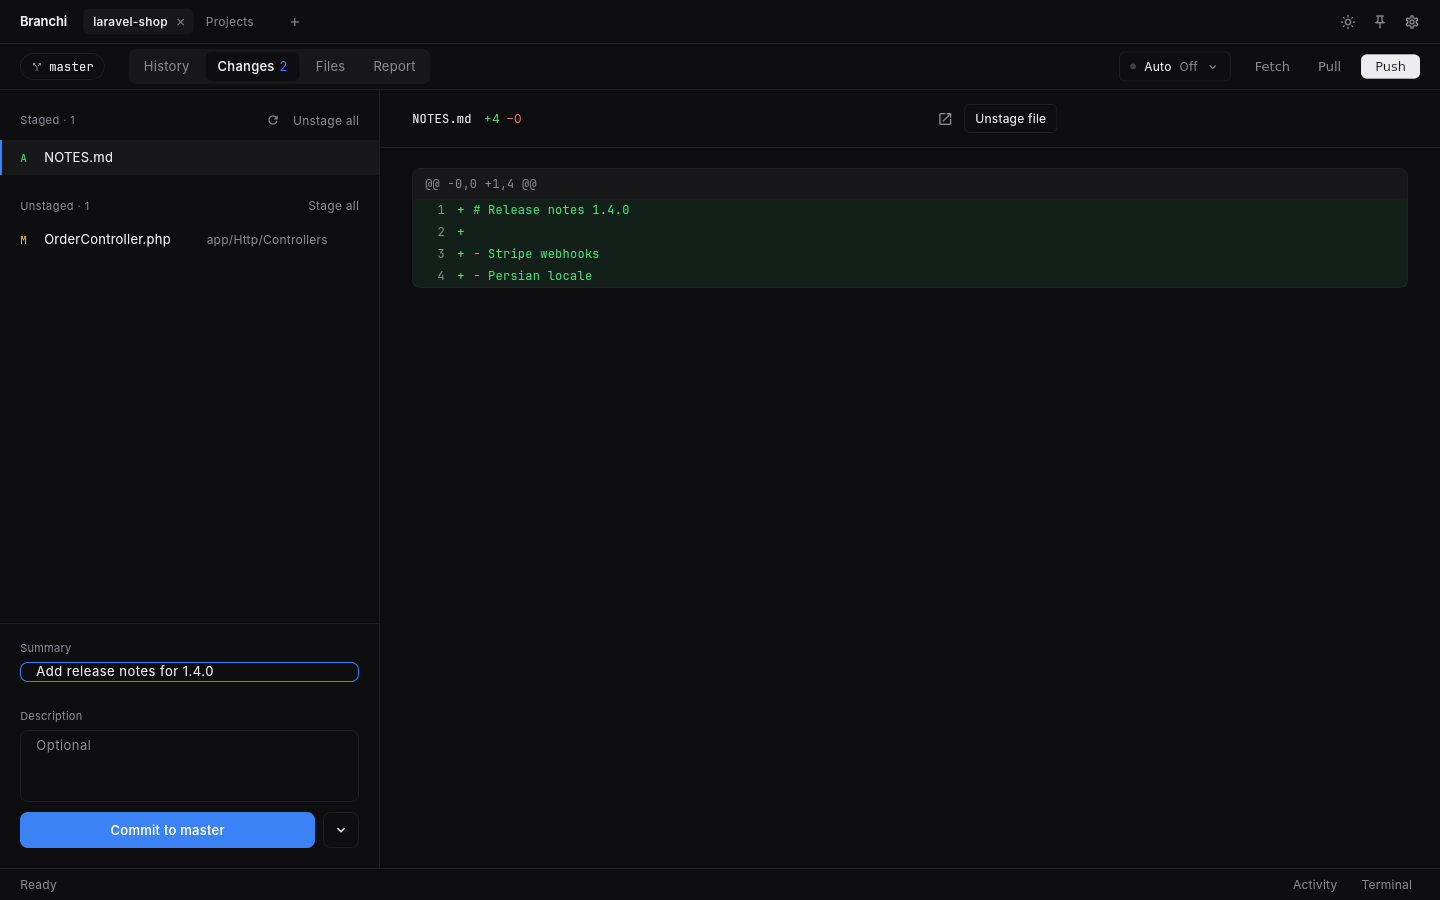 Branchi laravel-shop Projects
master History Changes 2 Files Report Auto Off Fetch Pull Push
Staged · 1 Unstage all
A NOTES.md
Unstaged · 1 Stage all
M OrderController.php app/Http/Controllers
NOTES.md +4 −0 Unstage file
@@ -0,0 +1,4 @@
1 + # Release notes 1.4.0
2 +
3 + - Stripe webhooks
4 + - Persian locale
Summary
Add release notes for 1.4.0
Description
Optional
Commit to master
Ready Activity Terminal